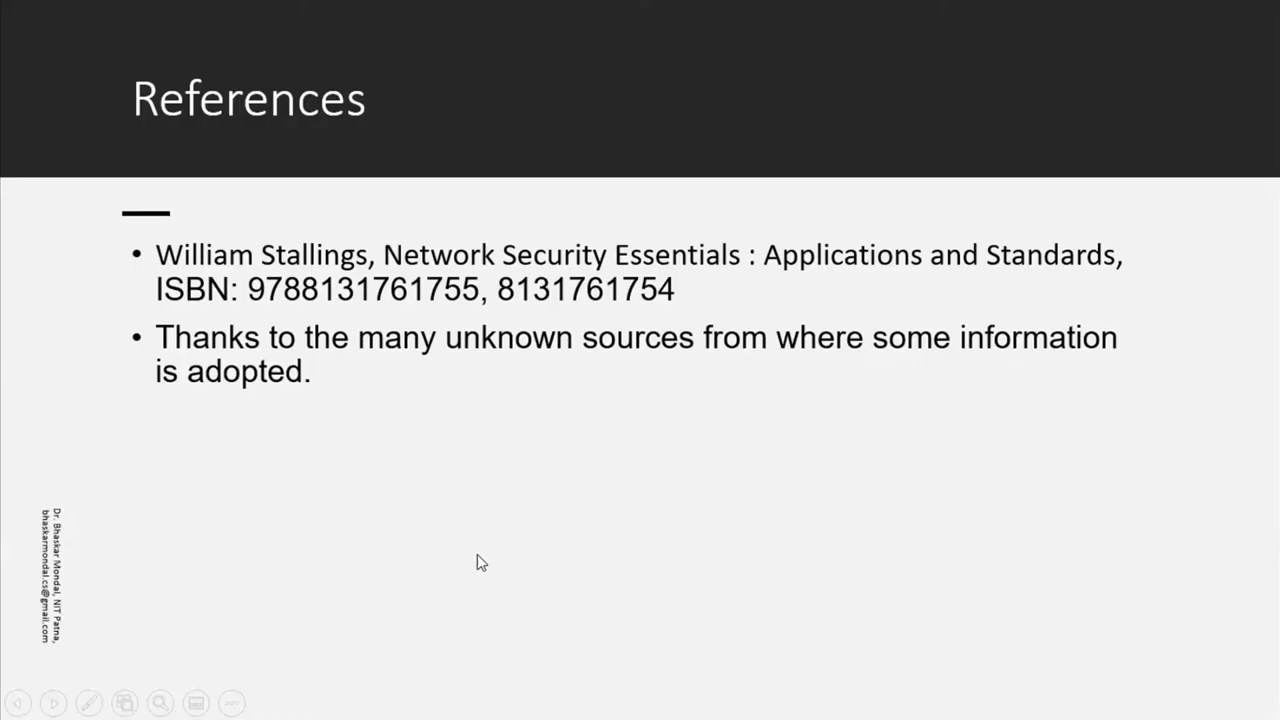 References
• William Stallings, Network Security Essentials : Applications and Standards,
ISBN: 9788131761755, 8131761754
• Thanks to the many unknown sources from where some information
is adopted.
Dr. Bhaskar Mondal, NIT Patna,
bhaskarmondal.cs@gmail.com